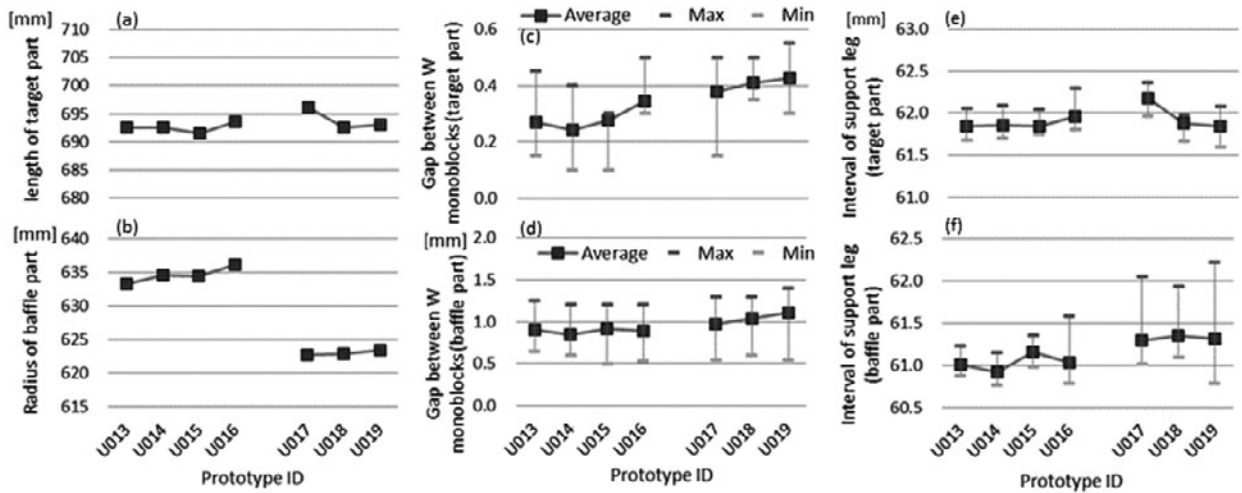 [mm]
(a)
length of target part
710
705
700
695
690
685
680
[mm]
(b)
Radius of baffle part
640
635
630
625
620
615
U013
U014
U015
U016
U017
U018
U019
Prototype ID
Average Max Min
(c)
Gap between W
monoblocks (target part)
0.6
0.4
0.2
0.0
[mm]
(d)
Average Max Min
Gap between W
monoblocks (baffle part)
2.0
1.5
1.0
0.5
0.0
U013
U014
U015
U016
U017
U018
U019
Prototype ID
[mm]
(e)
Interval of support leg
(target part)
63.0
62.5
62.0
61.5
61.0
(f)
Interval of support leg
(baffle part)
62.5
62.0
61.5
61.0
60.5
U013
U014
U015
U016
U017
U018
U019
Prototype ID